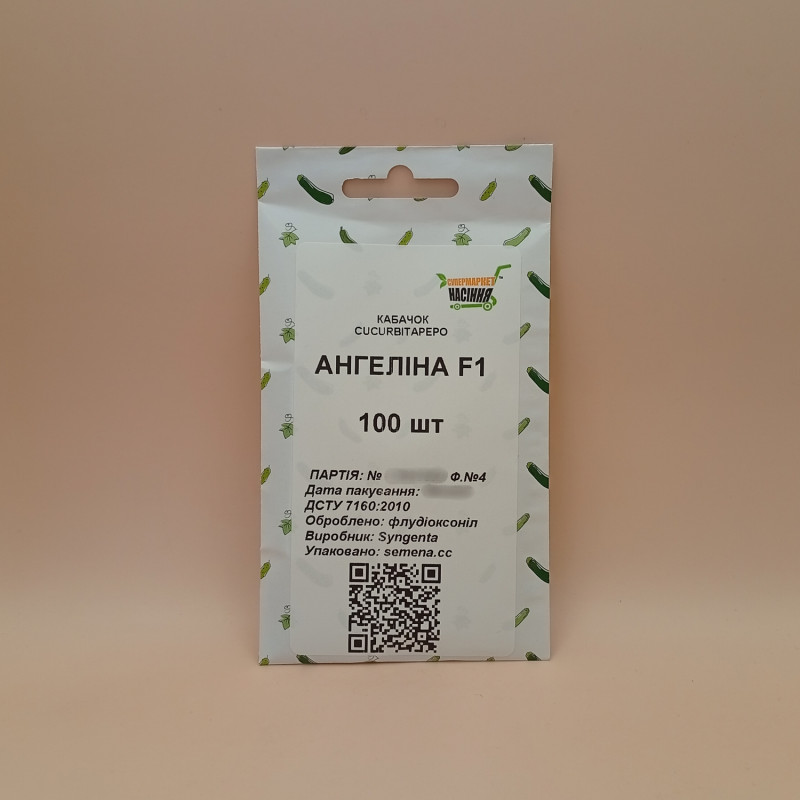 СУПЕРМАРКЕТ
НАСІННЯ
КАБАЧОК
CUCURBITAPEPO
АНГЕЛІНА F1
100 шт
ПАРТІЯ: № Ф.№4
Дата пакування:
ДСТУ 7160:2010
Оброблено: флудіоксоніл
Виробник: Syngenta
Упаковано: semena.cc